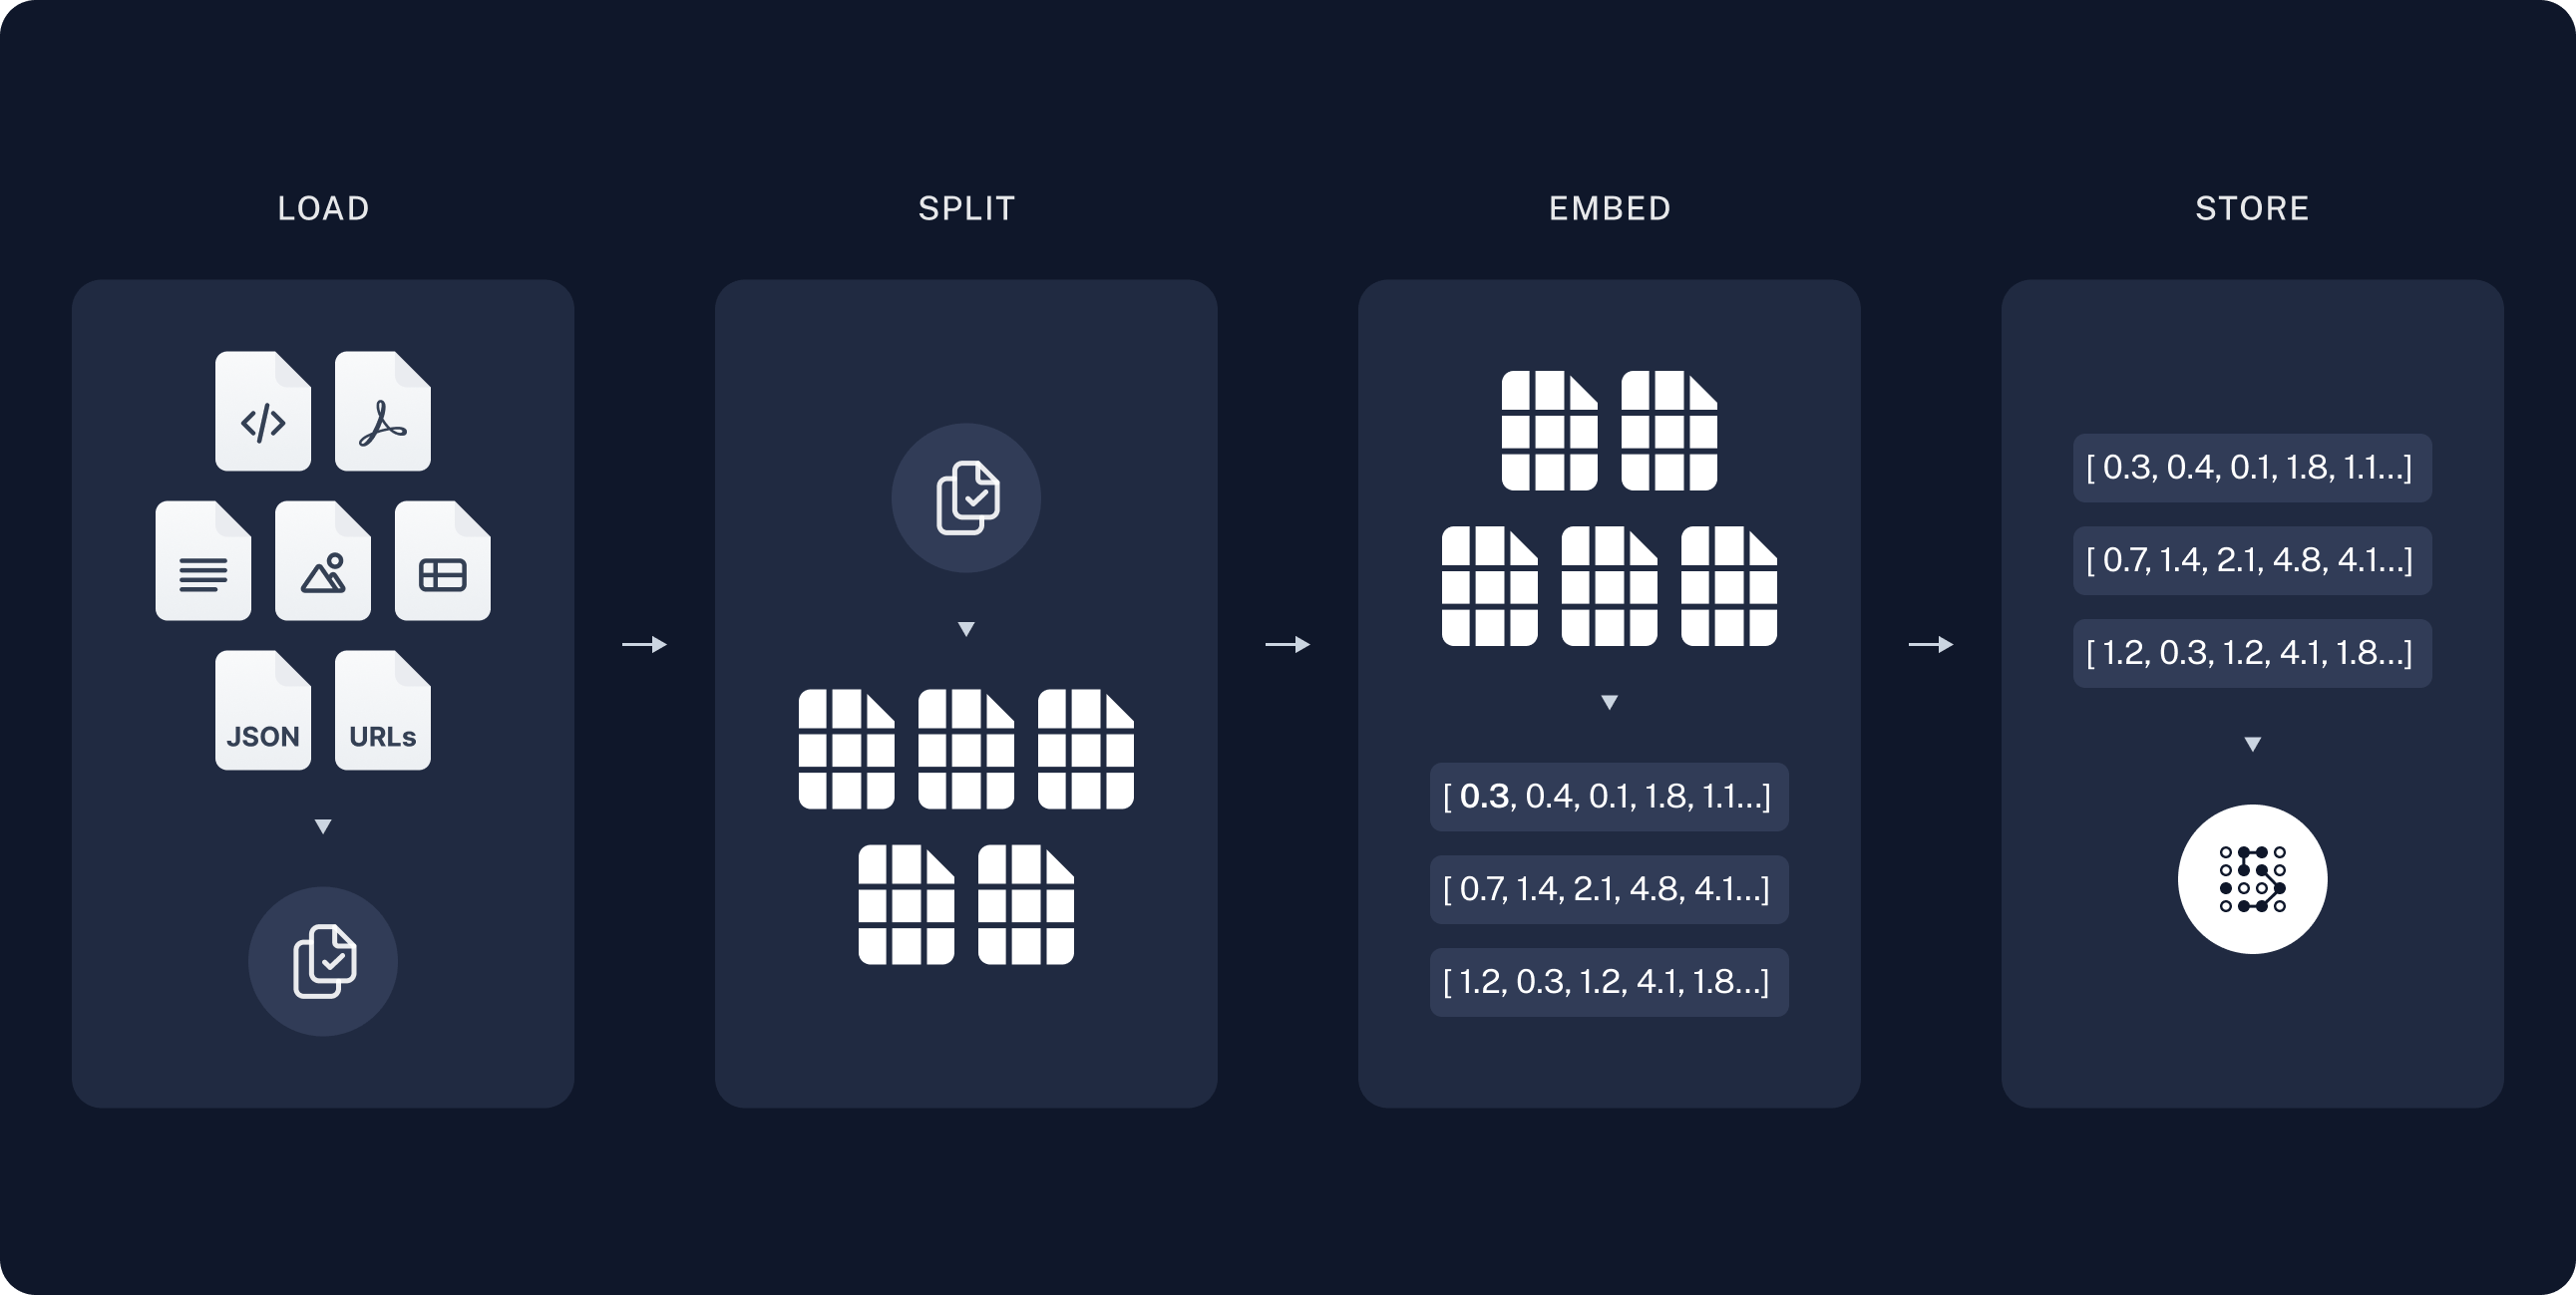 LOAD
SPLIT
EMBED
STORE
JSON
URLs
[ 0.3, 0.4, 0.1, 1.8, 1.1...]
[ 0.7, 1.4, 2.1, 4.8, 4.1...]
[ 1.2, 0.3, 1.2, 4.1, 1.8...]
[ 0.3, 0.4, 0.1, 1.8, 1.1...]
[ 0.7, 1.4, 2.1, 4.8, 4.1...]
[ 1.2, 0.3, 1.2, 4.1, 1.8...]